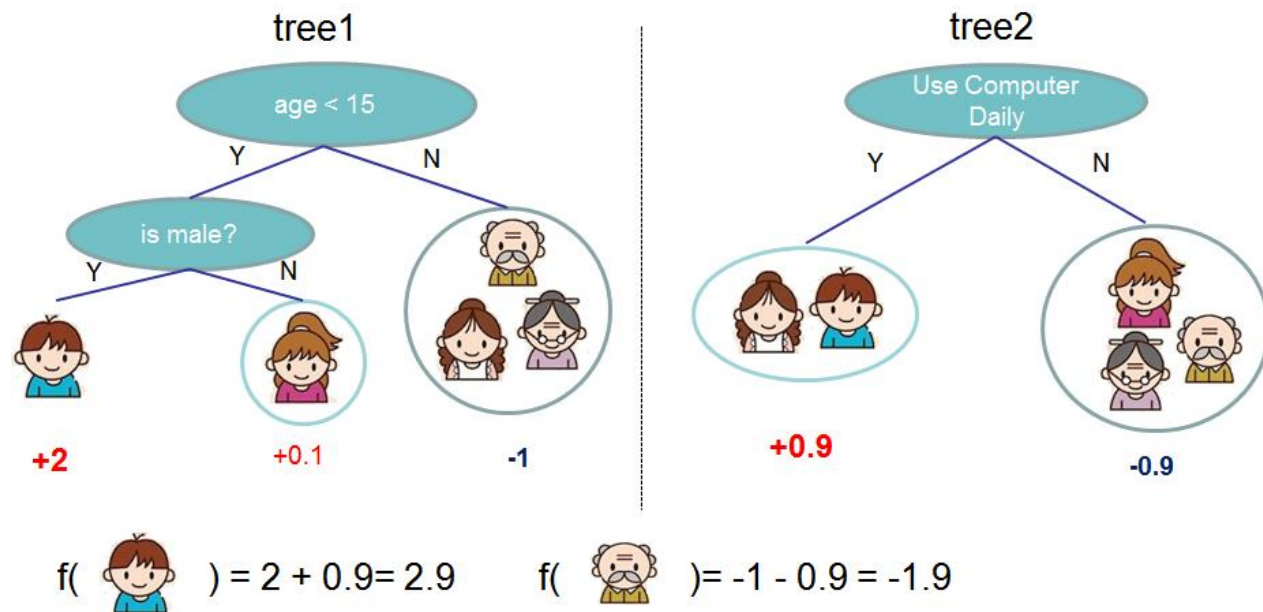 tree1
age < 15
Y
N
is male?
Y
N
+2
+0.1
-1
tree2
Use Computer
Daily
Y
N
+0.9
-0.9
f( ) = 2 + 0.9= 2.9
f( )= -1 - 0.9 = -1.9